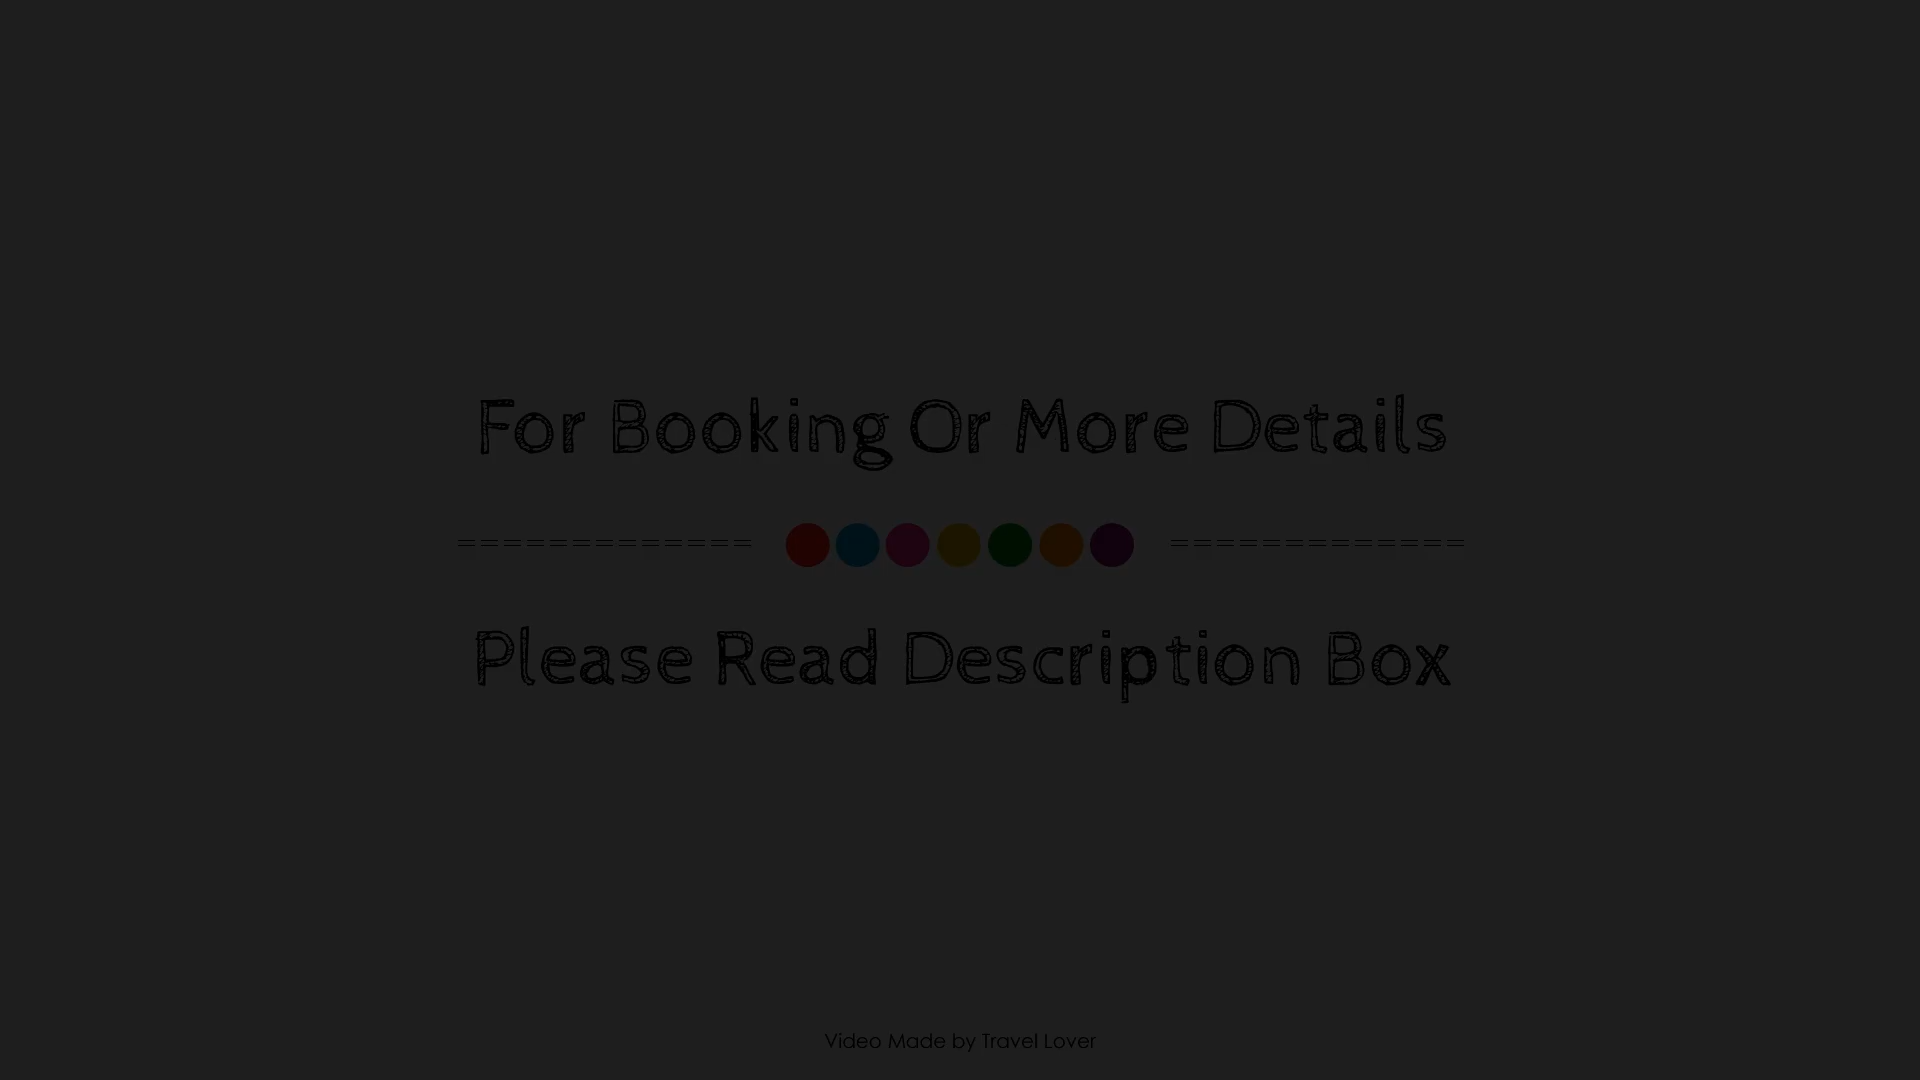 For Booking Or More Details
============= =============
Please Read Description Box
Video Made by Travel Lover